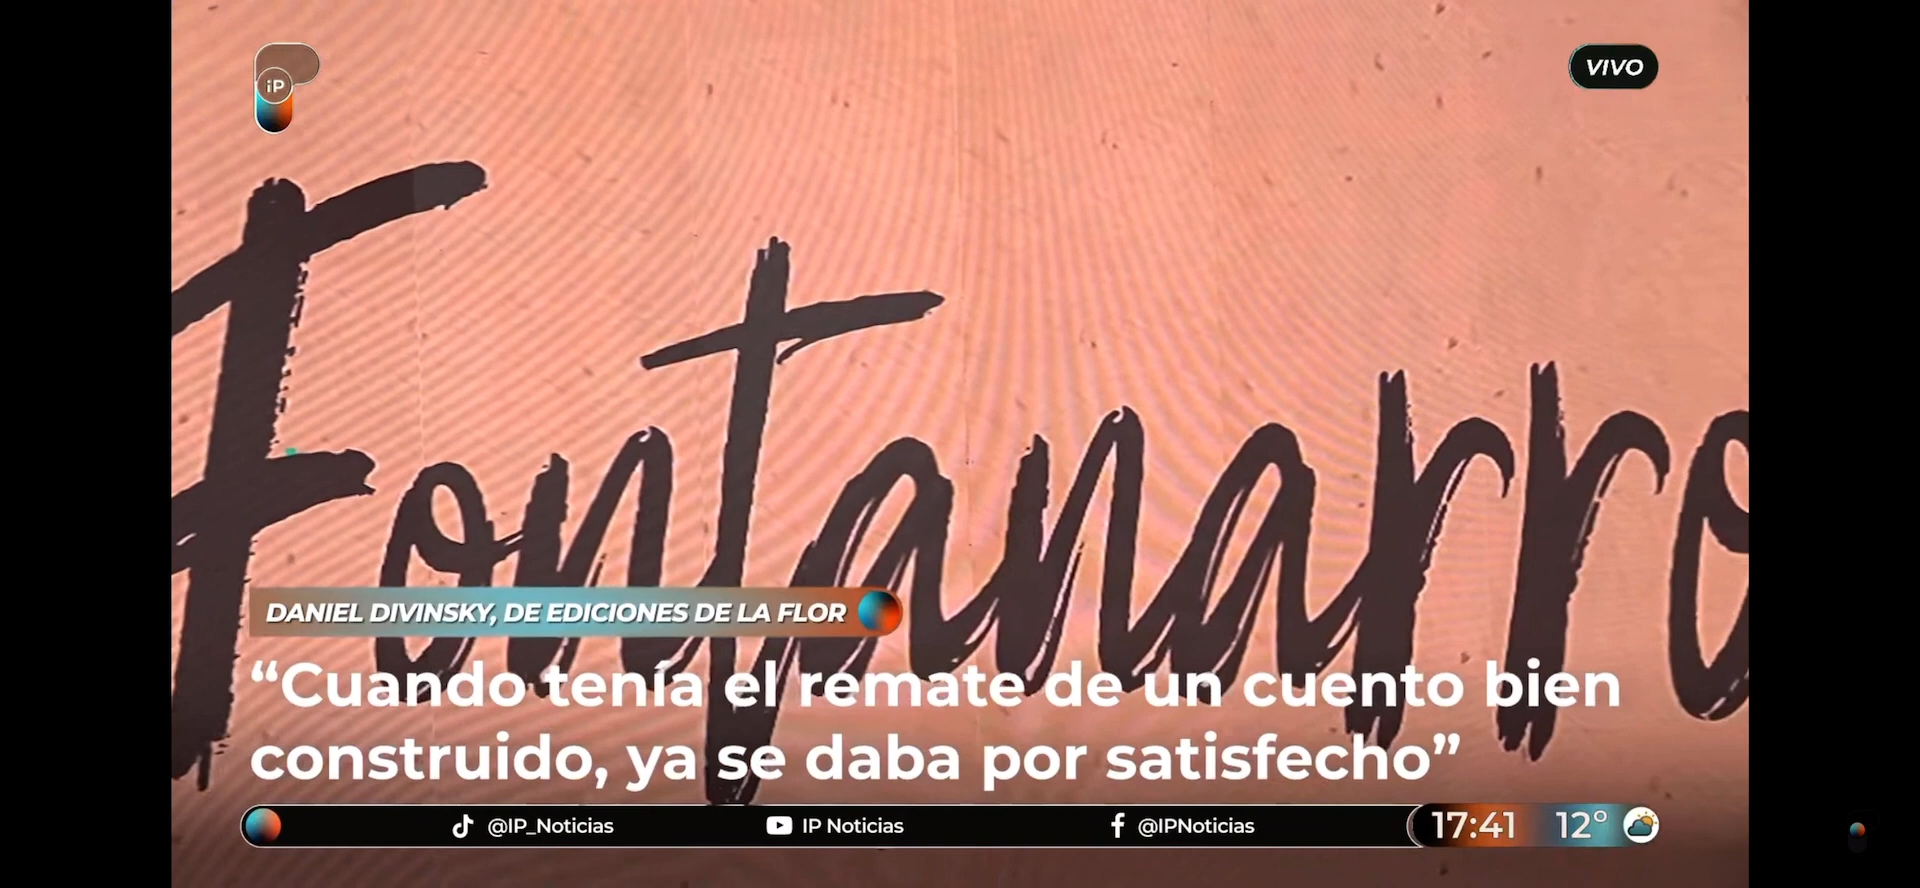 iP
VIVO
Fontanarro
DANIEL DIVINSKY, DE EDICIONES DE LA FLOR
“Cuando tenía el remate de un cuento bien
construido, ya se daba por satisfecho”
@IP_Noticias IP Noticias @IPNoticias 17:41 12°